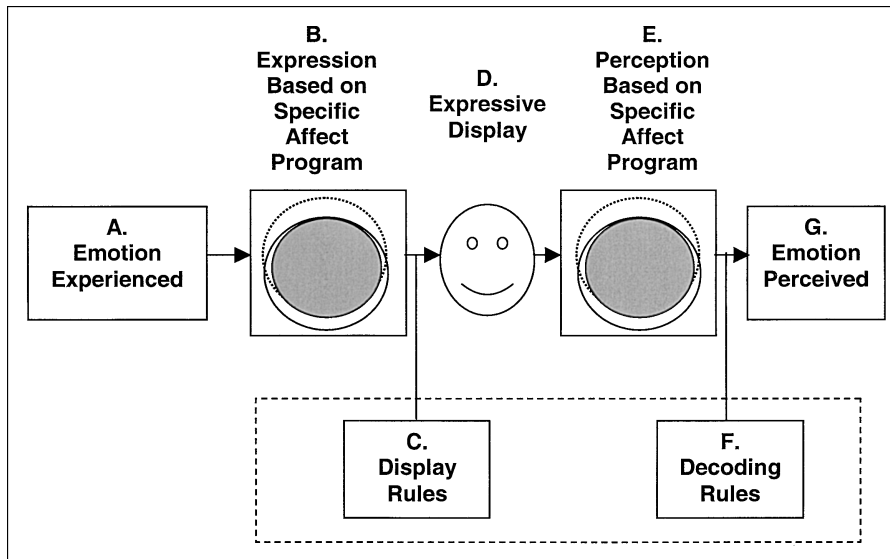 A.
Emotion
Experienced
B.
Expression
Based on
Specific
Affect
Program
C.
Display
Rules
D.
Expressive
Display
E.
Perception
Based on
Specific
Affect
Program
F.
Decoding
Rules
G.
Emotion
Perceived